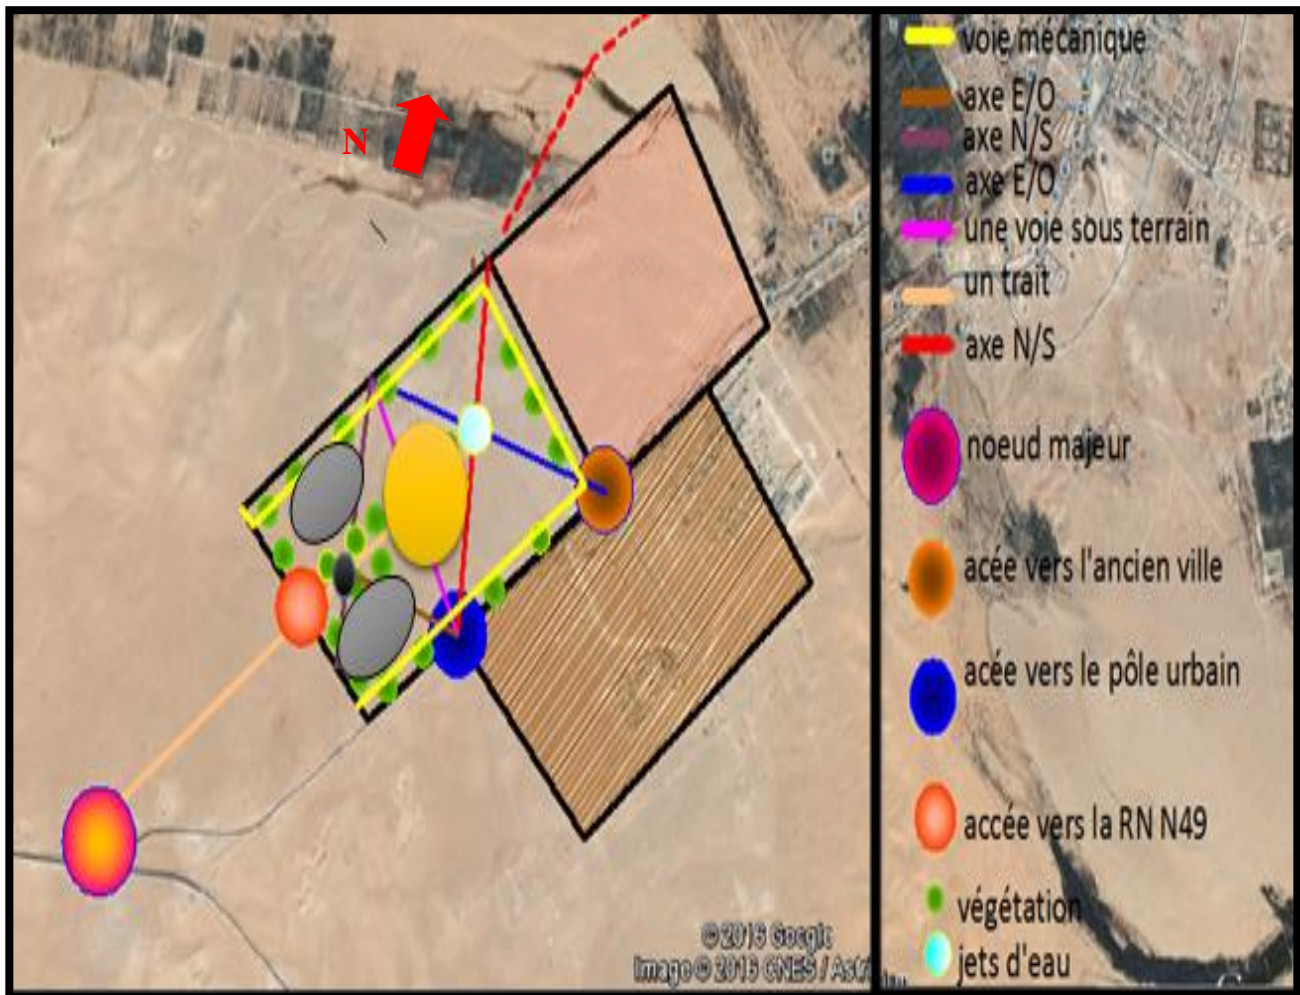 N
© 2016 Google
Image © 2016 CNES /
voie mécanique
axe E/O
axe N/S
axe E/O
une voie sous terrain
un trait
axe N/S
noeud majeur
acée vers l'ancien ville
acée vers le pôle urbain
accée vers la RN N49
végétation
jets d'eau